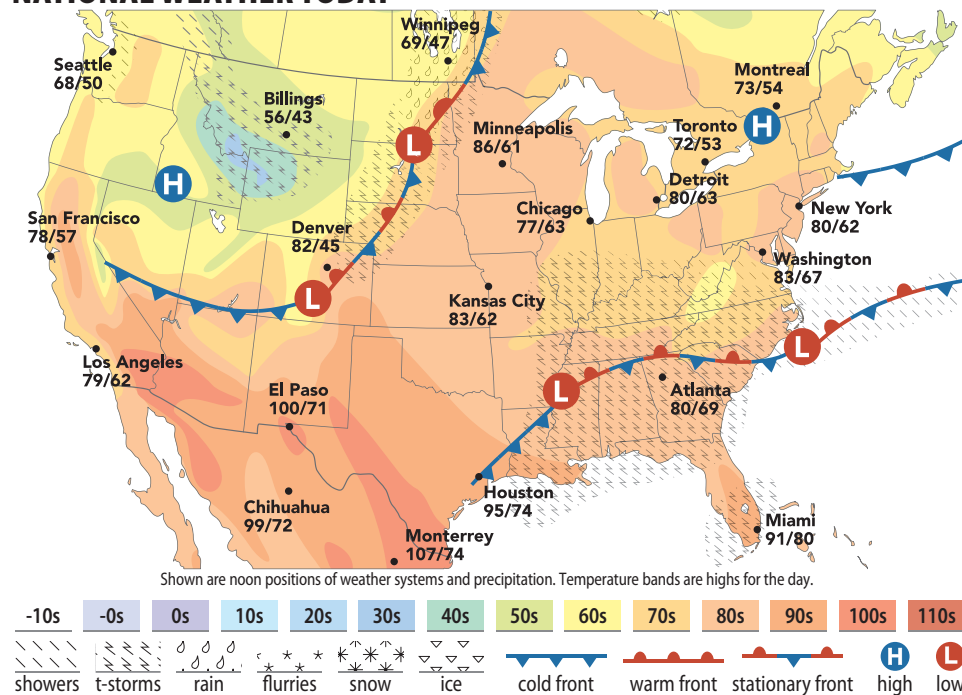 NATIONAL WEATHER TODAY
Winnipeg
69/47
Seattle
68/50
Montreal
73/54
Billings
56/43
H
Minneapolis
86/61
Toronto
72/53
L
H
Detroit
80/63
San Francisco
78/57
Chicago
77/63
New York
80/62
Denver
82/45
Washington
83/67
L
Kansas City
83/62
L
Los Angeles
79/62
El Paso
100/71
L
Atlanta
80/69
Houston
95/74
Chihuahua
99/72
Miami
91/80
Monterrey
107/74
Shown are noon positions of weather systems and precipitation. Temperature bands are highs for the day.
-10s -0s 0s 10s 20s 30s 40s 50s 60s 70s 80s 90s 100s 110s
H L
showers t-storms rain flurries snow ice cold front warm front stationary front high low